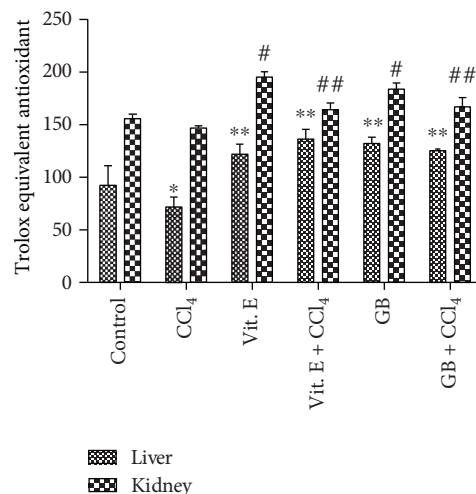 Trolox equivalent antioxidant
250
200
150
100
50
0
*
**
#
**
##
**
#
**
##
Control
CCl₄
Vit. E
Vit. E + CCl₄
GB
GB + CCl₄
Liver
Kidney